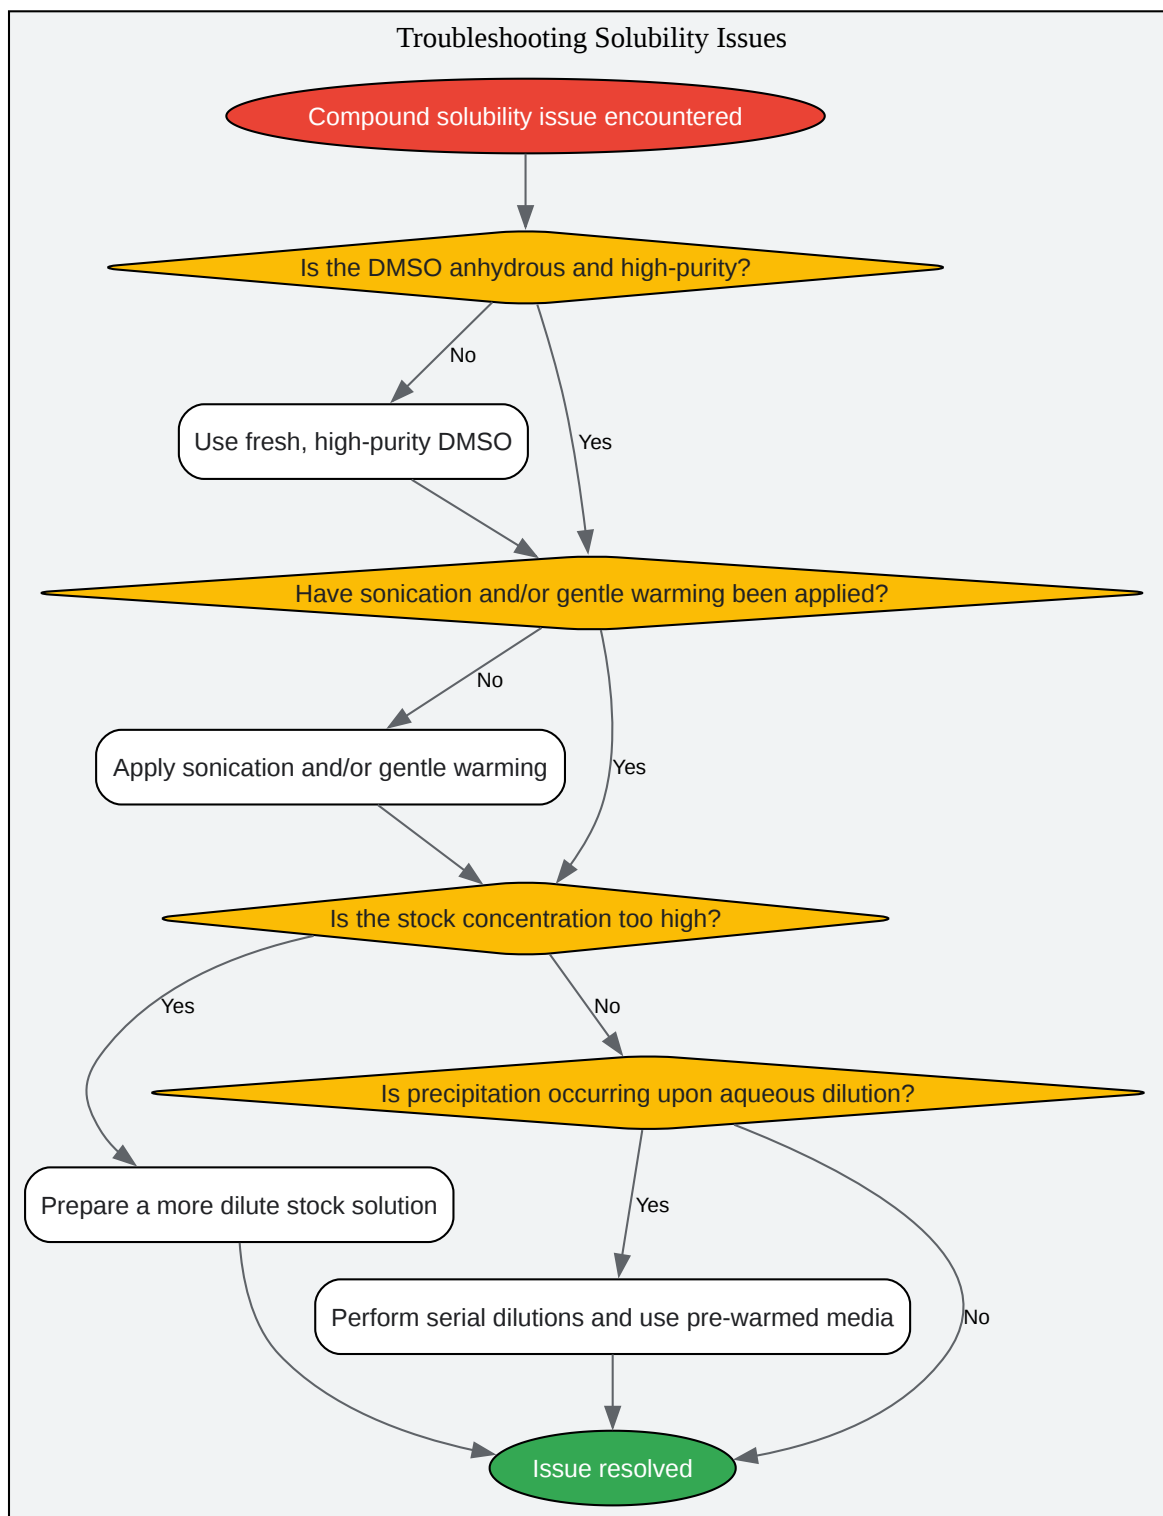 Troubleshooting Solubility Issues
Compound solubility issue encountered
Is the DMSO anhydrous and high-purity?
No
Use fresh, high-purity DMSO
Yes
Have sonication and/or gentle warming been applied?
No
Apply sonication and/or gentle warming
Yes
Is the stock concentration too high?
Yes
No
Is precipitation occurring upon aqueous dilution?
Prepare a more dilute stock solution
Yes
Perform serial dilutions and use pre-warmed media
No
Issue resolved